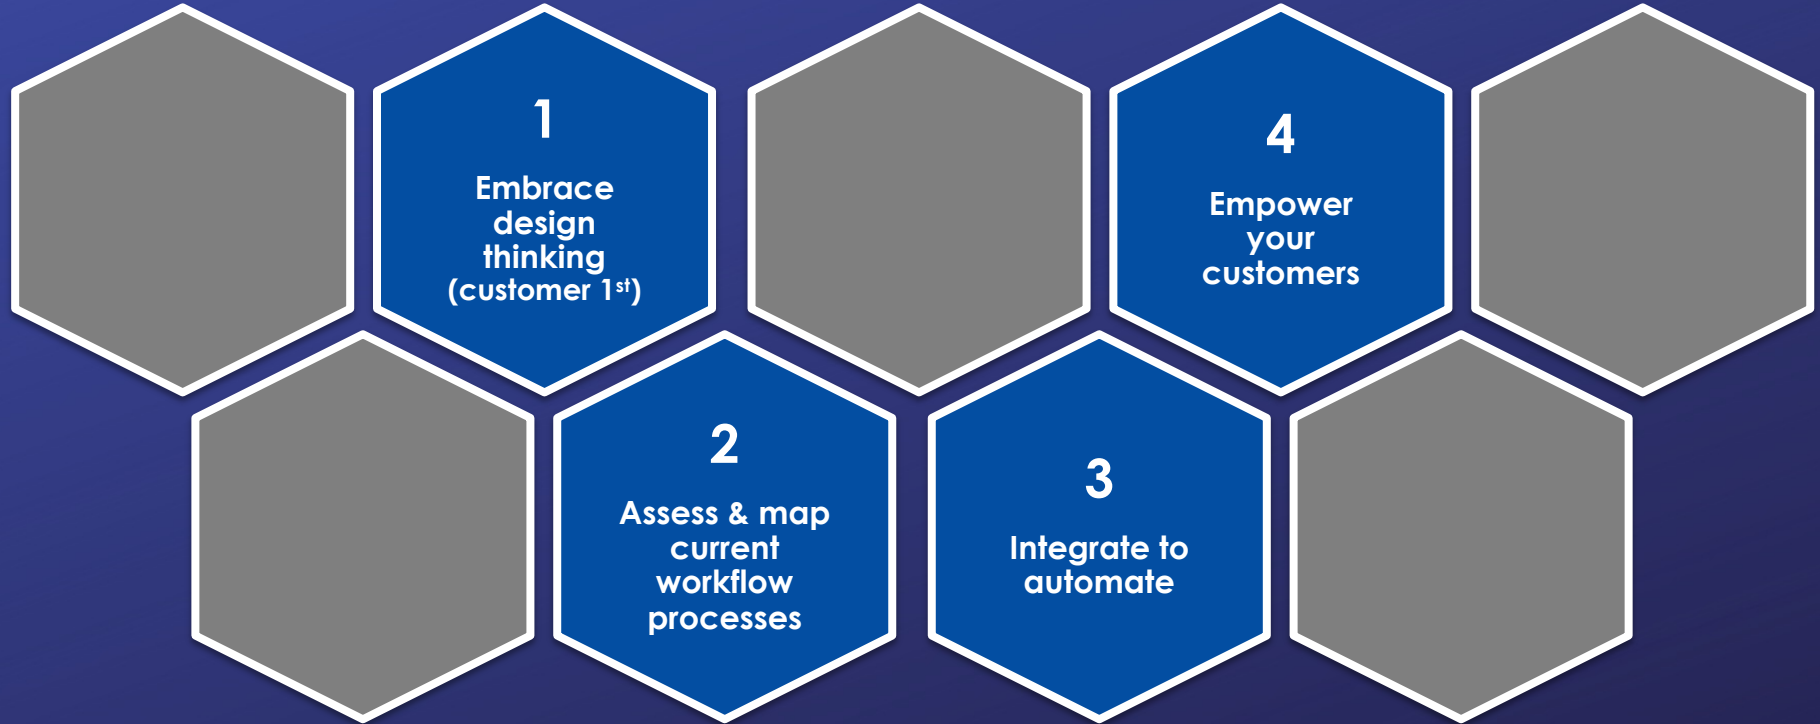 1
Embrace
design
thinking
(customer 1st)
2
Assess & map
current
workflow
processes
3
Integrate to
automate
4
Empower
your
customers